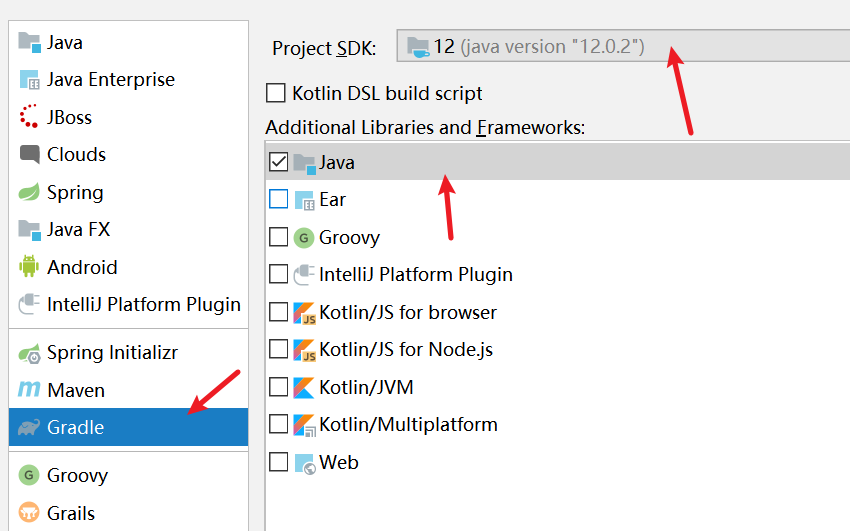 Java
Java Enterprise
JBoss
Clouds
Spring
Java FX
Android
IntelliJ Platform Plugin
Spring Initializr
Maven
Gradle
Groovy
Grails
Project SDK: 12 (java version "12.0.2")
Kotlin DSL build script
Additional Libraries and Frameworks:
Java
Ear
Groovy
IntelliJ Platform Plugin
Kotlin/JS for browser
Kotlin/JS for Node.js
Kotlin/JVM
Kotlin/Multiplatform
Web